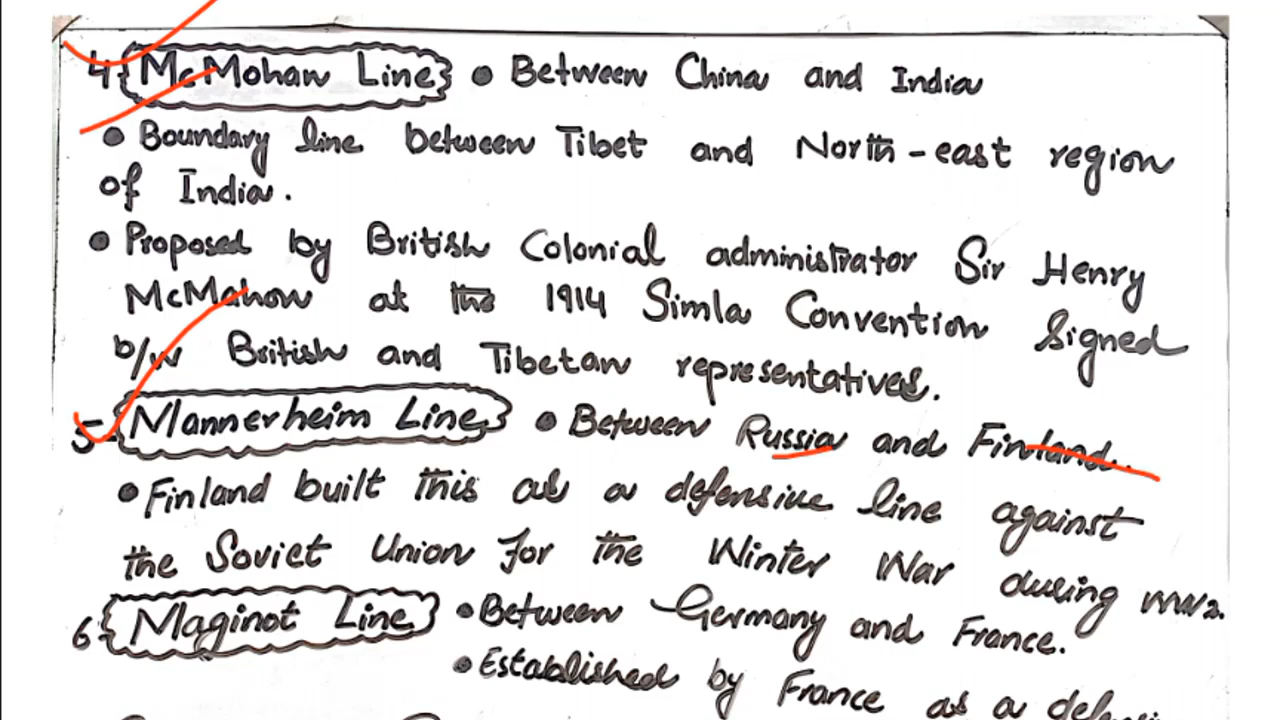 4 McMohan Line • Between China and India
• Boundary line between Tibet and North-east region
of India.
• Proposed by British Colonial administrator Sir Henry
McMahon at the 1914 Simla Convention signed
b/w British and Tibetan representatives.
5 Mannerheim Line • Between Russia and Finland.
• Finland built this as a defensive line against
the Soviet Union for the Winter War during WW2.
6 Maginot Line • Between Germany and France.
• Established by France as a